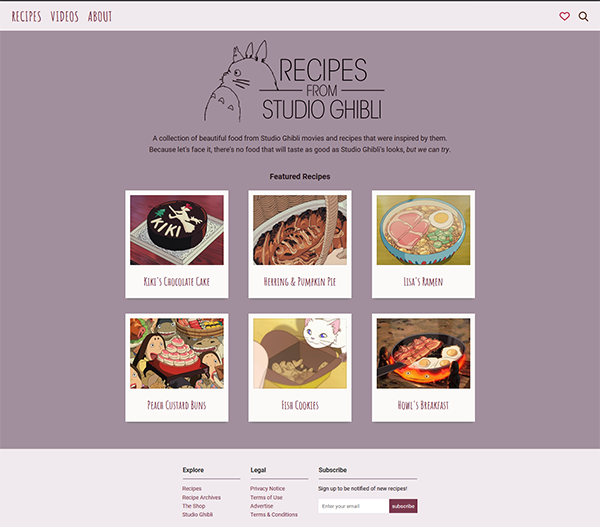 RECIPES VIDEOS ABOUT
RECIPES
FROM
STUDIO GHIBLI
A collection of beautiful food from Studio Ghibli movies and recipes that were inspired by them.
Because let's face it, there's no food that will taste as good as Studio Ghibli's looks, but we can try.
Featured Recipes
KIKI
Kiki's Chocolate Cake
Herring & Pumpkin Pie
Lisa's Ramen
Peach Custard Buns
Fish Cookies
Howl's Breakfast
Explore
Recipes
Recipe Archives
The Shop
Studio Ghibli
Legal
Privacy Notice
Terms of Use
Advertise
Terms & Conditions
Subscribe
Sign up to be notified of new recipes!
Enter your email subscribe